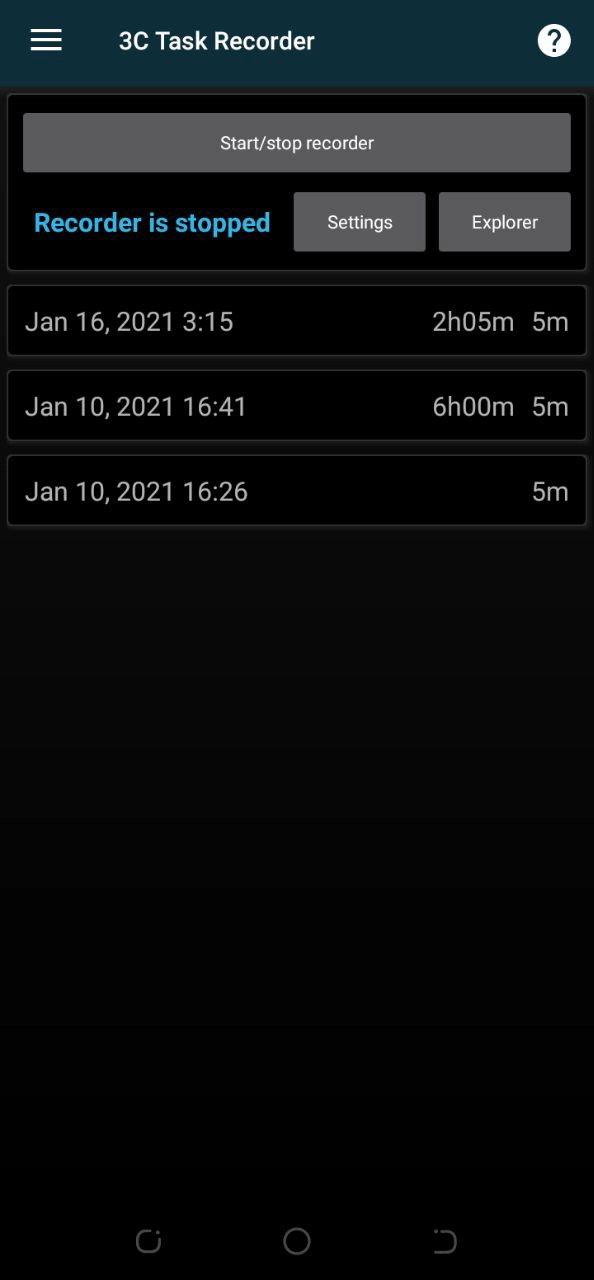 3C Task Recorder
?
Start/stop recorder
Recorder is stopped Settings Explorer
Jan 16, 2021 3:15 2h05m 5m
Jan 10, 2021 16:41 6h00m 5m
Jan 10, 2021 16:26 5m